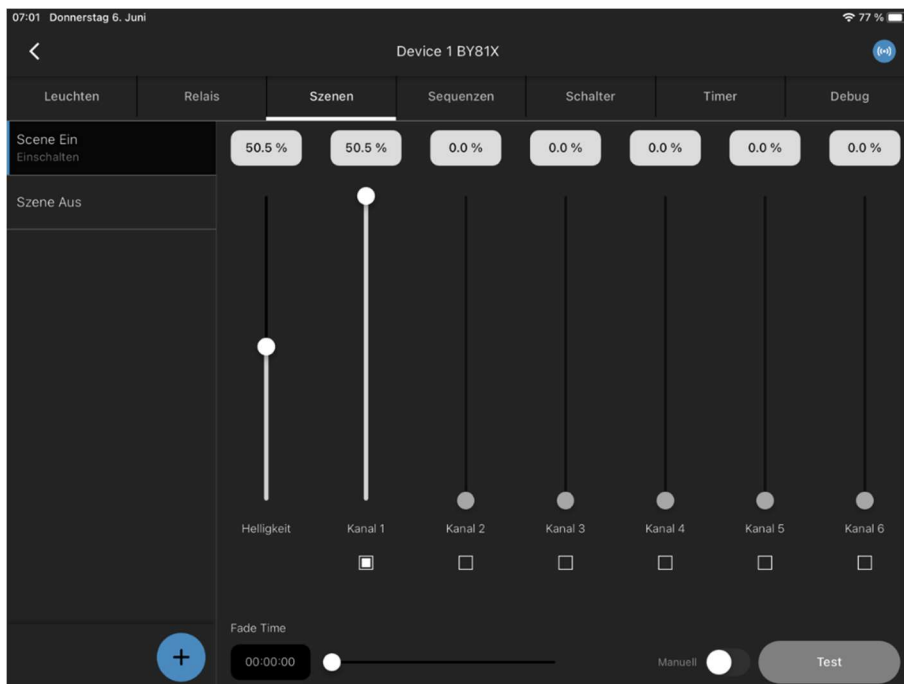 07:01 Donnerstag 6. Juni
77 %
Device 1 BY81X
Leuchten Relais Szenen Sequenzen Schalter Timer Debug
Scene Ein
Einschalten
Szene Aus
50.5 % 50.5 % 0.0 % 0.0 % 0.0 % 0.0 % 0.0 %
Helligkeit Kanal 1 Kanal 2 Kanal 3 Kanal 4 Kanal 5 Kanal 6
Fade Time
00:00:00
Manuell
Test